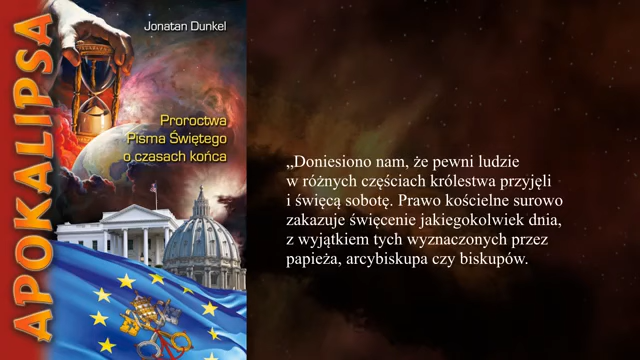 Jonatan Dunkel
APOKALIPSA
Proroctwa
Pisma Świętego
o czasach końca
„Doniesiono nam, że pewni ludzie
w różnych częściach królestwa przyjęli
i święcą sobotę. Prawo kościelne surowo
zakazuje święcenie jakiegokolwiek dnia,
z wyjątkiem tych wyznaczonych przez
papieża, arcybiskupa czy biskupów.